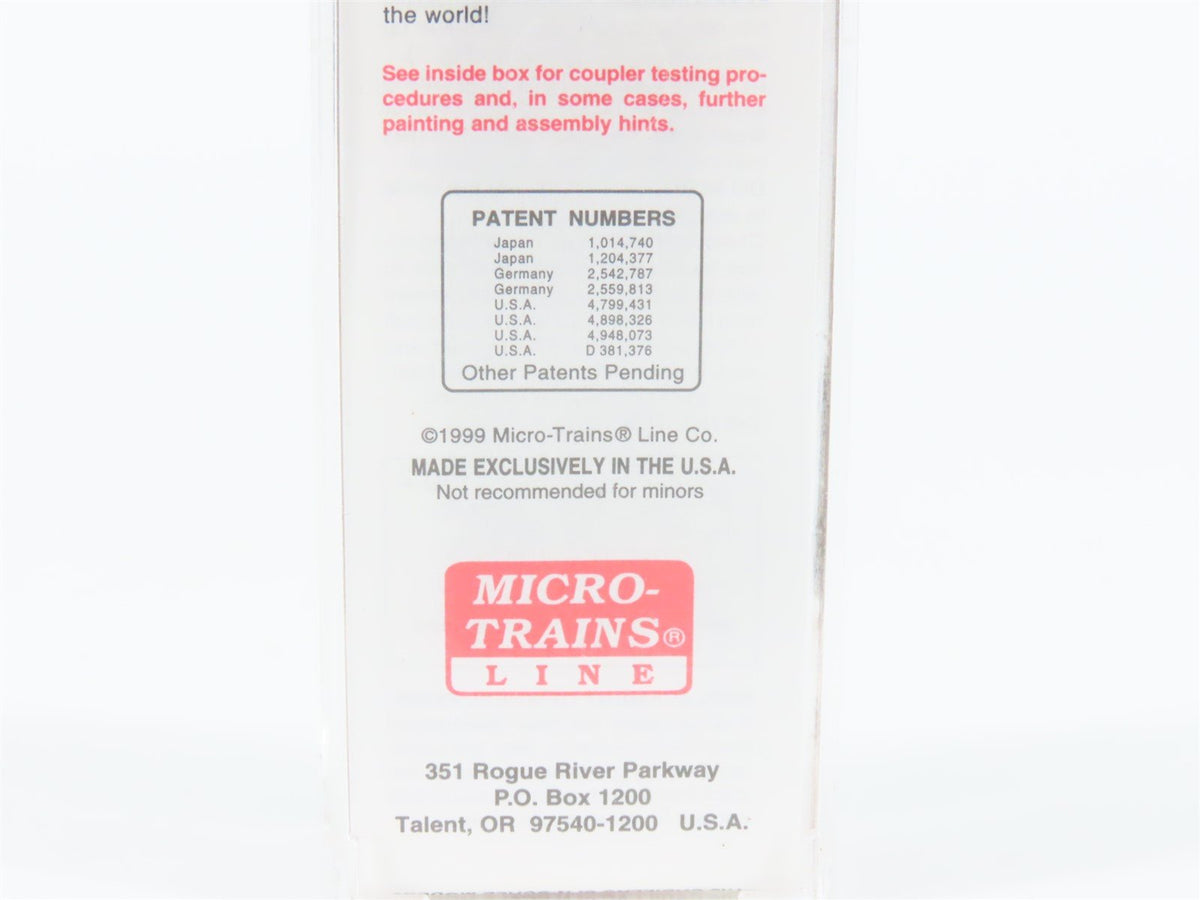 the world!
See inside box for coupler testing pro-
cedures and, in some cases, further
painting and assembly hints.
PATENT NUMBERS
Japan 1,014,740
Japan 1,204,377
Germany 2,542,787
Germany 2,559,813
U.S.A. 4,799,431
U.S.A. 4,898,326
U.S.A. 4,948,073
U.S.A. D 381,376
Other Patents Pending
©1999 Micro-Trains® Line Co.
MADE EXCLUSIVELY IN THE U.S.A.
Not recommended for minors
MICRO-
TRAINS®
LINE
351 Rogue River Parkway
P.O. Box 1200
Talent, OR 97540-1200 U.S.A.